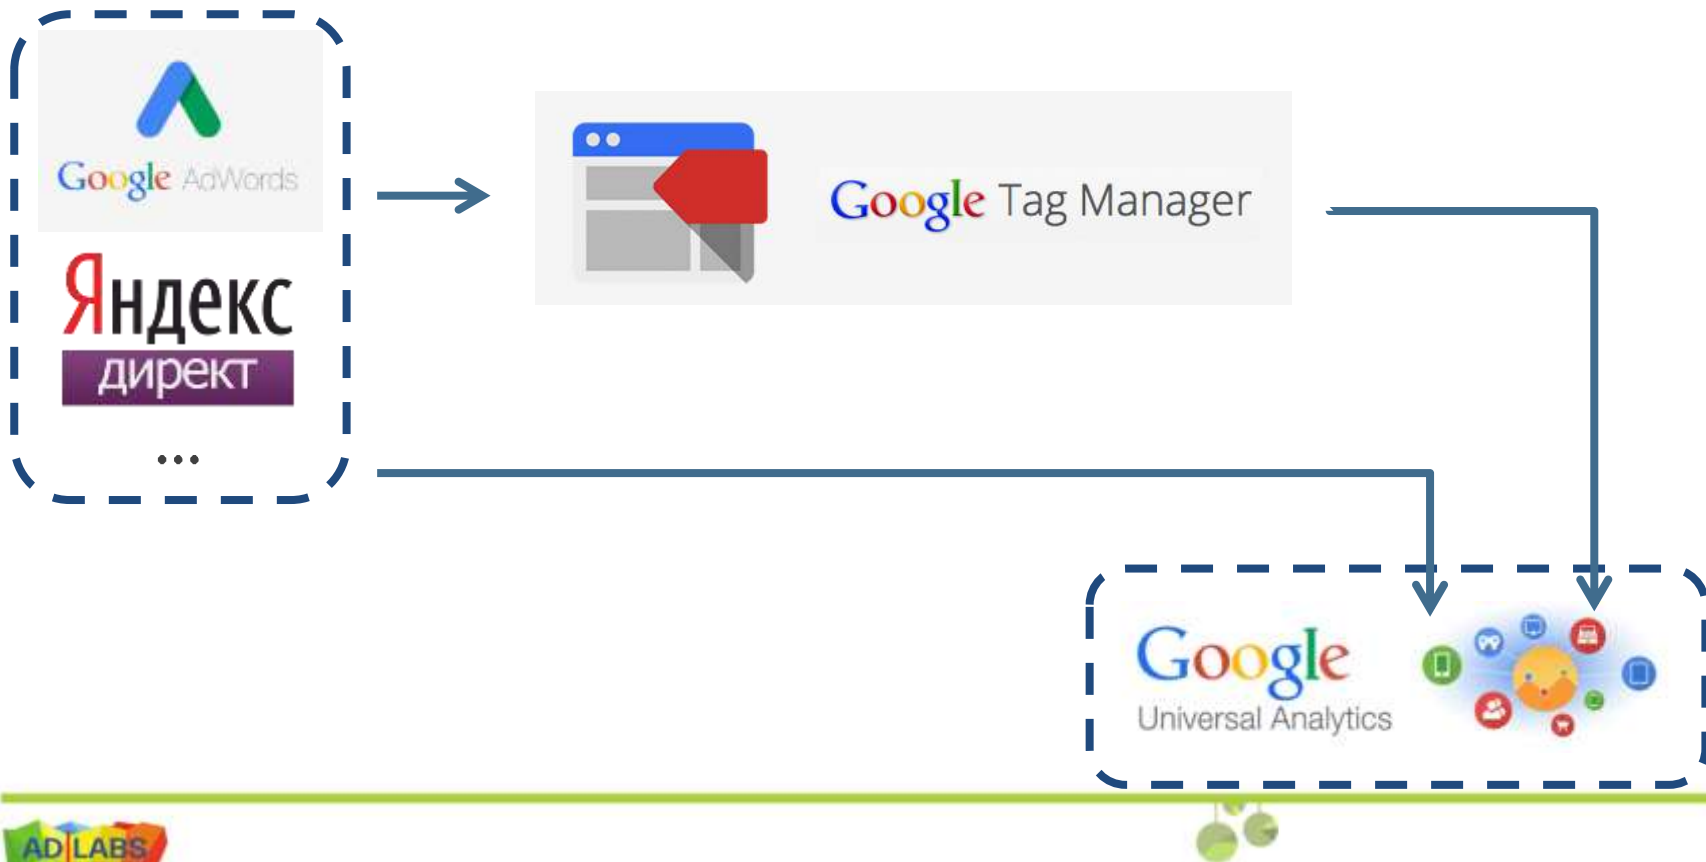 Google AdWords
Яндекс
директ
...
Google Tag Manager
Google
Universal Analytics
AD LABS